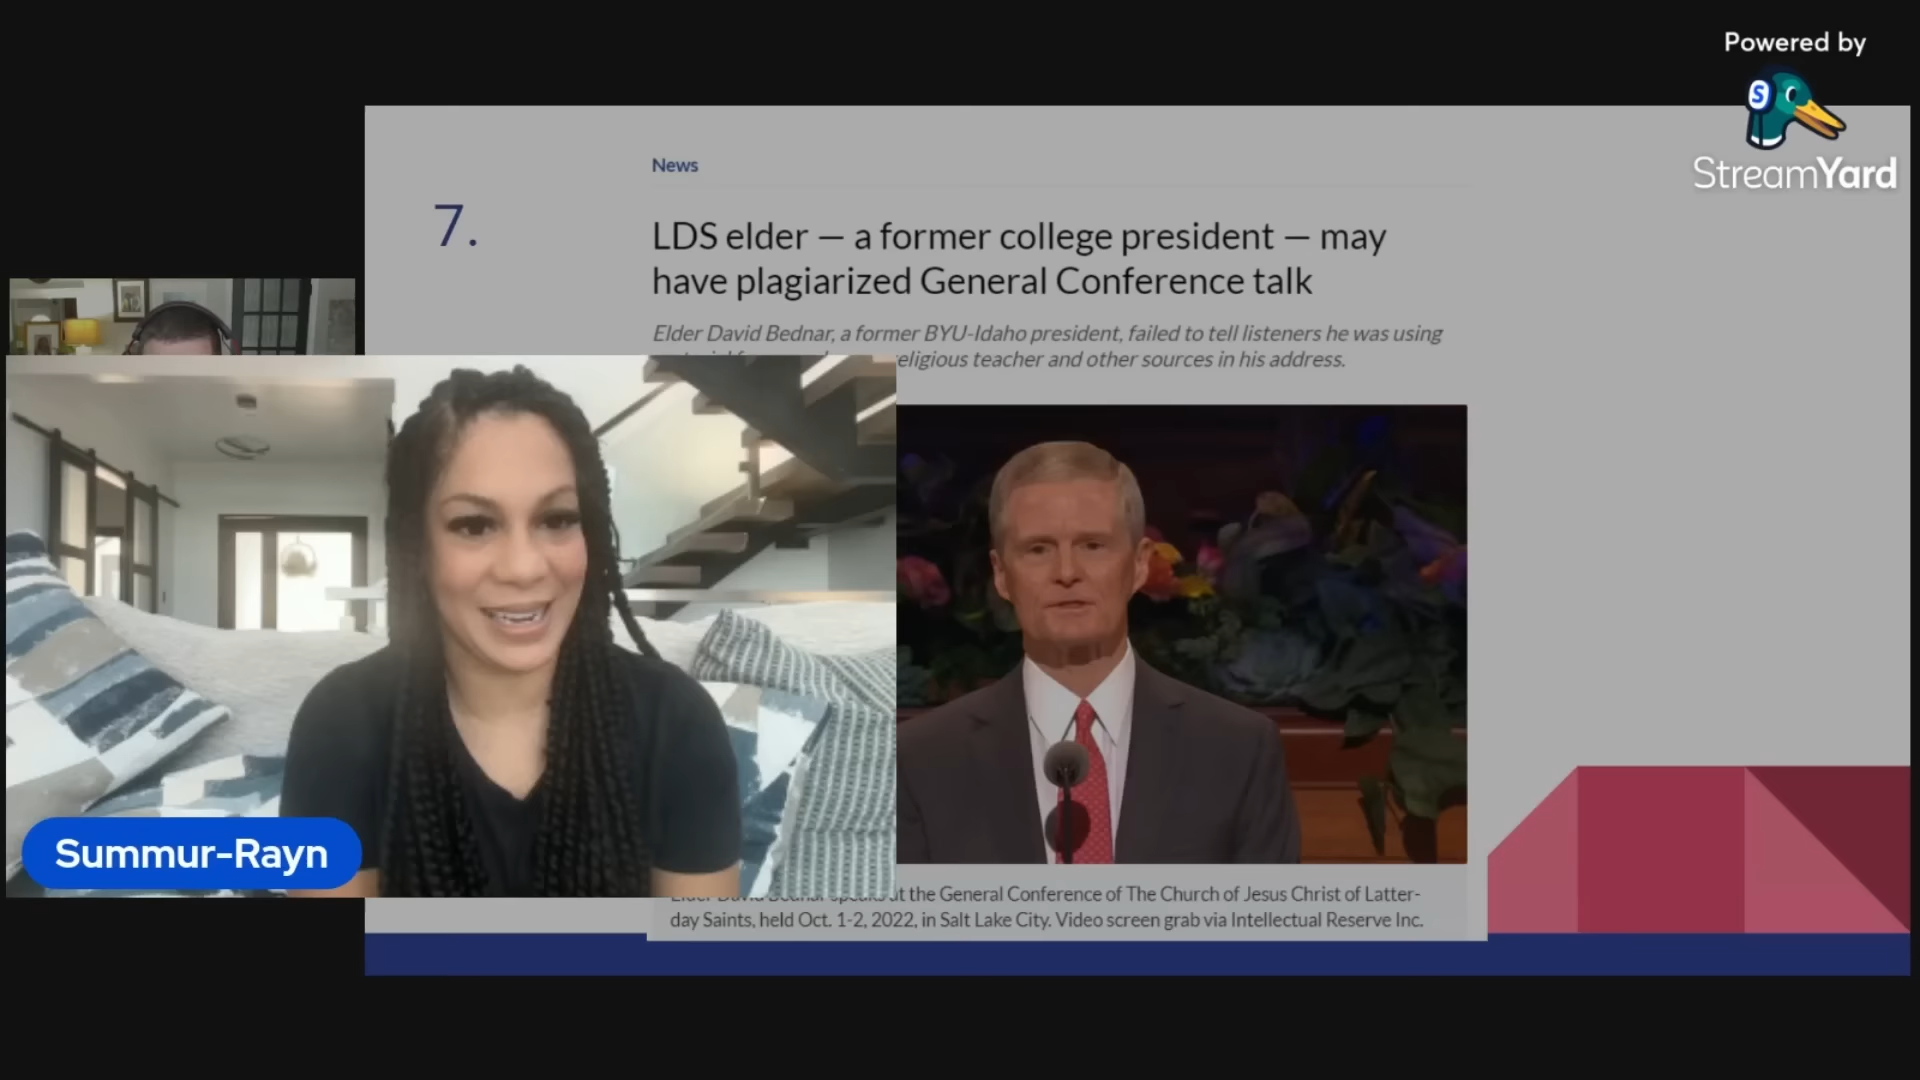 Powered by
StreamYard
News
7.
LDS elder — a former college president — may
have plagiarized General Conference talk
Elder David Bednar, a former BYU-Idaho president, failed to tell listeners he was using
religious teacher and other sources in his address.
Summur-Rayn
at the General Conference of The Church of Jesus Christ of Latter-
day Saints, held Oct. 1-2, 2022, in Salt Lake City. Video screen grab via Intellectual Reserve Inc.